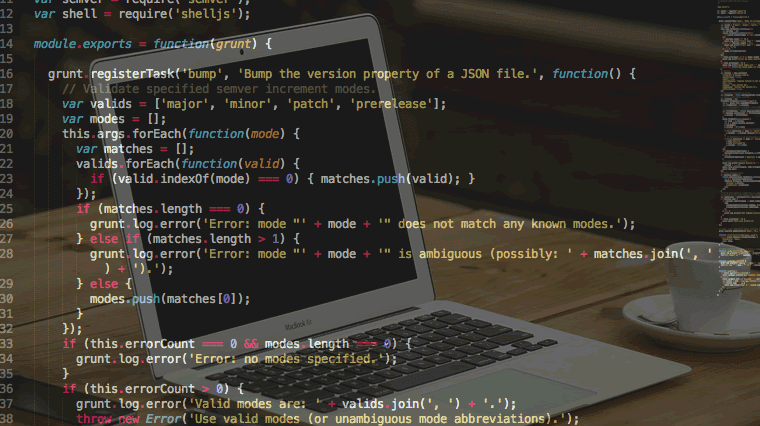 11 var semver = require('semver');
12 var shell = require('shelljs');
13
14 module.exports = function(grunt) {
15
16 grunt.registerTask('bump', 'Bump the version property of a JSON file.', function() {
17 // Validate specified semver increment modes.
18 var valids = ['major', 'minor', 'patch', 'prerelease'];
19 var modes = [];
20 this.args.forEach(function(mode) {
21 var matches = [];
22 valids.forEach(function(valid) {
23 if (valid.indexOf(mode) === 0) { matches.push(valid); }
24 });
25 if (matches.length === 0) {
26 grunt.log.error('Error: mode "' + mode + '" does not match any known modes.');
27 } else if (matches.length > 1) {
28 grunt.log.error('Error: mode "' + mode + '" is ambiguous (possibly: ' + matches.join(', '
) + ').');
29 } else {
30 modes.push(matches[0]);
31 }
32 });
33 if (this.errorCount === 0 && modes.length === 0) {
34 grunt.log.error('Error: no modes specified.');
35 }
36 if (this.errorCount > 0) {
37 grunt.log.error('Valid modes are: ' + valids.join(', ') + '.');
38 throw new Error('Use valid modes (or unambiguous mode abbreviations).');
MacBook Air